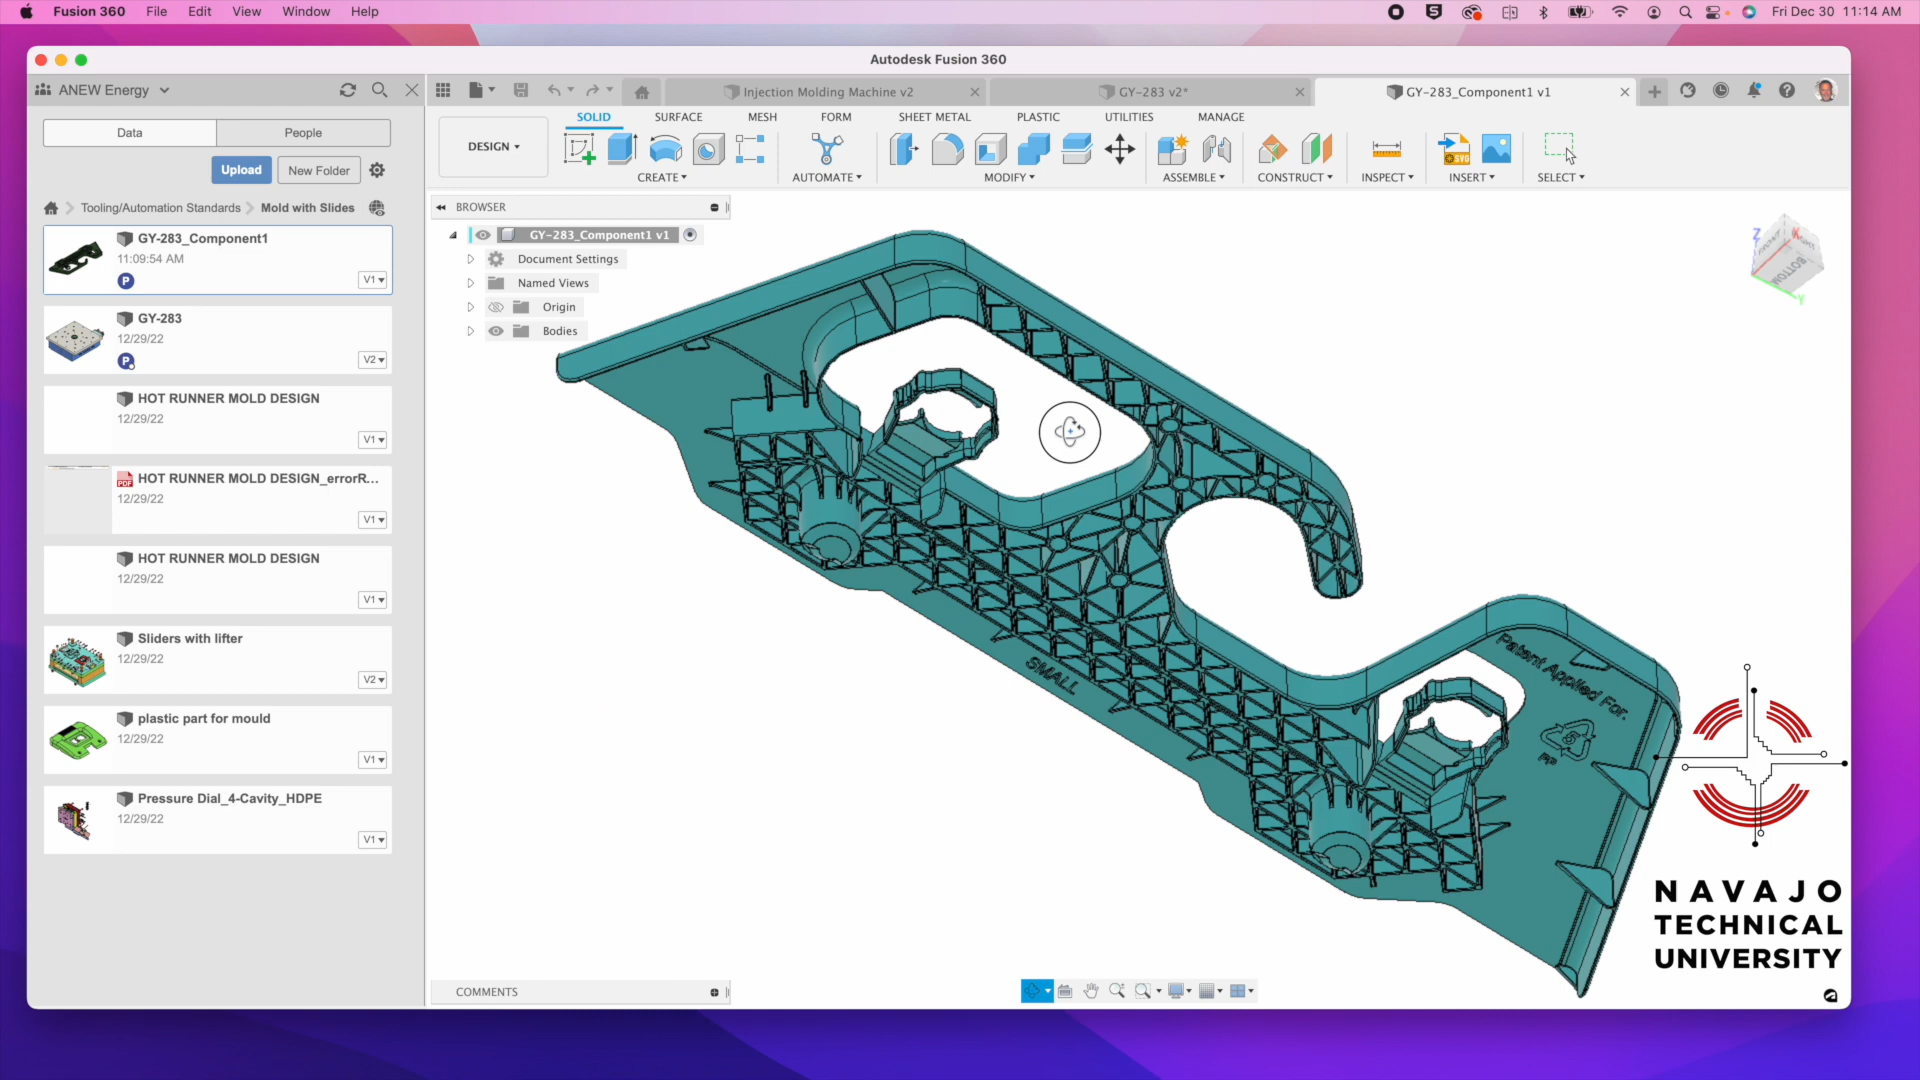 Fusion 360 File Edit View Window Help
Fri Dec 30 11:14 AM
Autodesk Fusion 360
ANEW Energy
Injection Molding Machine v2
GY-283 v2*
GY-283_Component1 v1
Data People
SOLID SURFACE MESH FORM SHEET METAL PLASTIC UTILITIES MANAGE
DESIGN
Upload New Folder
SVG
CREATE AUTOMATE MODIFY ASSEMBLE CONSTRUCT INSPECT INSERT SELECT
Tooling/Automation Standards Mold with Slides
BROWSER
GY-283_Component1
11:09:54 AM
P
V1
GY-283_Component1 v1
Document Settings
Named Views
Origin
Bodies
Z
X
Y
FRONT
RIGHT
BOTTOM
GY-283
12/29/22
P
V2
HOT RUNNER MOLD DESIGN
12/29/22
V1
PDF
HOT RUNNER MOLD DESIGN_errorR...
12/29/22
V1
HOT RUNNER MOLD DESIGN
12/29/22
V1
Sliders with lifter
12/29/22
V2
plastic part for mould
12/29/22
V1
Pressure Dial_4-Cavity_HDPE
12/29/22
V1
SMALL
Patent Applied For.
5
PP
NAVAJO
TECHNICAL
UNIVERSITY
COMMENTS